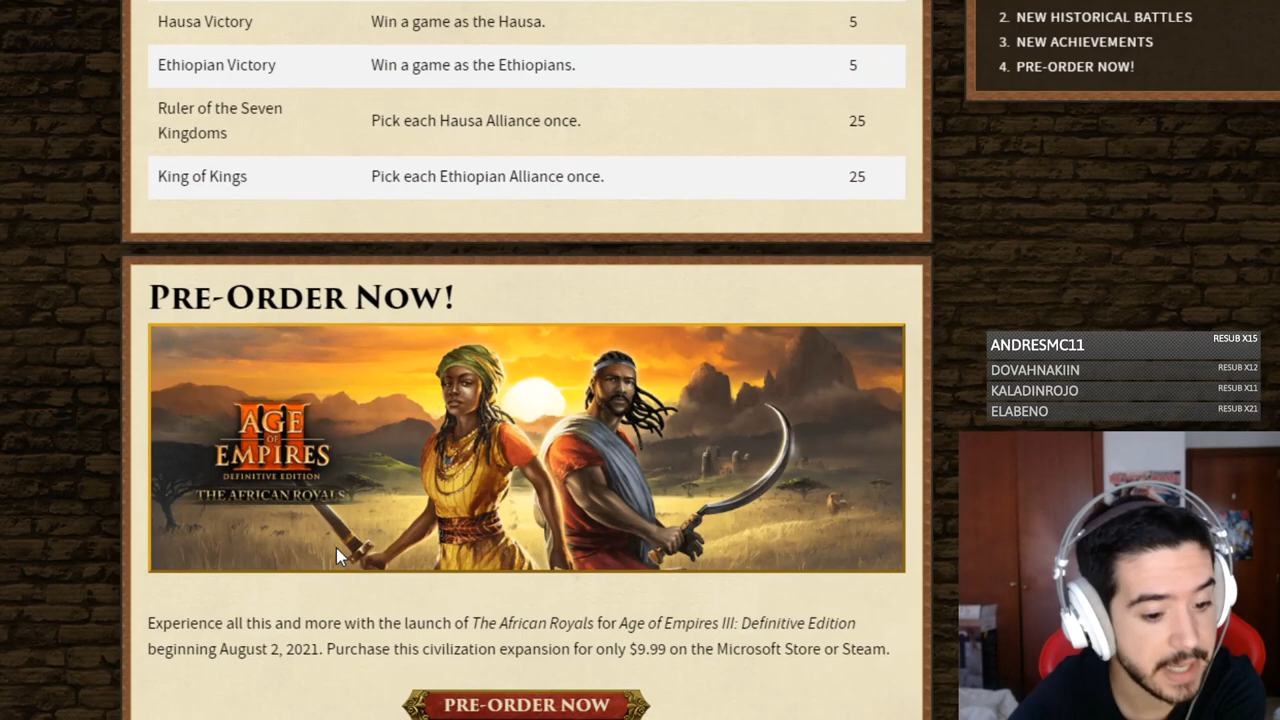 Hausa Victory Win a game as the Hausa. 5
Ethiopian Victory Win a game as the Ethiopians. 5
Ruler of the Seven
Kingdoms Pick each Hausa Alliance once. 25
King of Kings Pick each Ethiopian Alliance once. 25
2. NEW HISTORICAL BATTLES
3. NEW ACHIEVEMENTS
4. PRE-ORDER NOW!
PRE-ORDER NOW!
III
AGE
OF
EMPIRES
DEFINITIVE EDITION
THE AFRICAN ROYALS
Experience all this and more with the launch of The African Royals for Age of Empires III: Definitive Edition
beginning August 2, 2021. Purchase this civilization expansion for only $9.99 on the Microsoft Store or Steam.
PRE-ORDER NOW
ANDRESMC11 RESUB X15
DOVAHNAKIIN RESUB X12
KALADINROJO RESUB X11
ELABENO RESUB X21